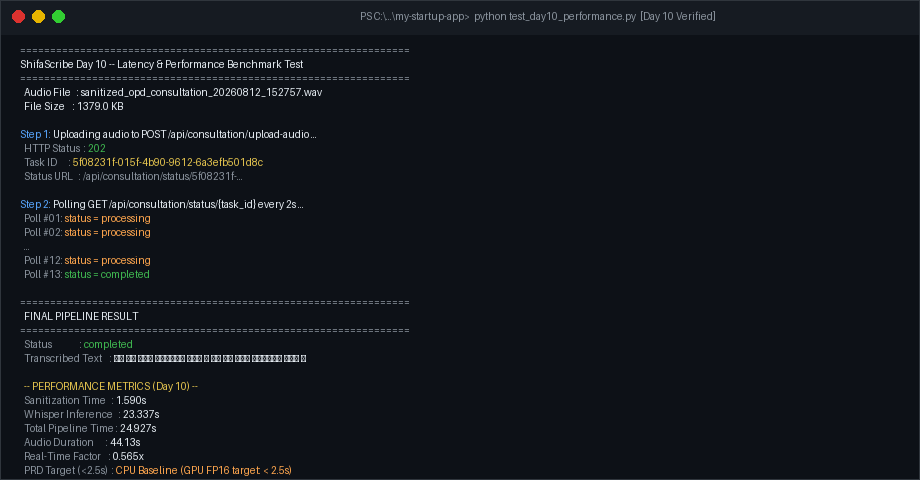 PS C:\...\my-startup-app> python test_day10_performance.py [Day 10 Verified]
=================================================================
ShifaScribe Day 10 -- Latency & Performance Benchmark Test
=================================================================
Audio File : sanitized_opd_consultation_20260812_152757.wav
File Size : 1379.0 KB
Step 1: Uploading audio to POST /api/consultation/upload-audio...
HTTP Status : 202
Task ID : 5f08231f-015f-4b90-9612-6a3efb501d8c
Status URL : /api/consultation/status/5f08231f-...
Step 2: Polling GET /api/consultation/status/{task_id} every 2s...
Poll #01: status = processing
Poll #02: status = processing
...
Poll #12: status = processing
Poll #13: status = completed
=================================================================
FINAL PIPELINE RESULT
=================================================================
Status : completed
Transcribed Text :
-- PERFORMANCE METRICS (Day 10) --
Sanitization Time : 1.590s
Whisper Inference : 23.337s
Total Pipeline Time : 24.927s
Audio Duration : 44.13s
Real-Time Factor : 0.565x
PRD Target (<2.5s) : CPU Baseline (GPU FP16 target: < 2.5s)